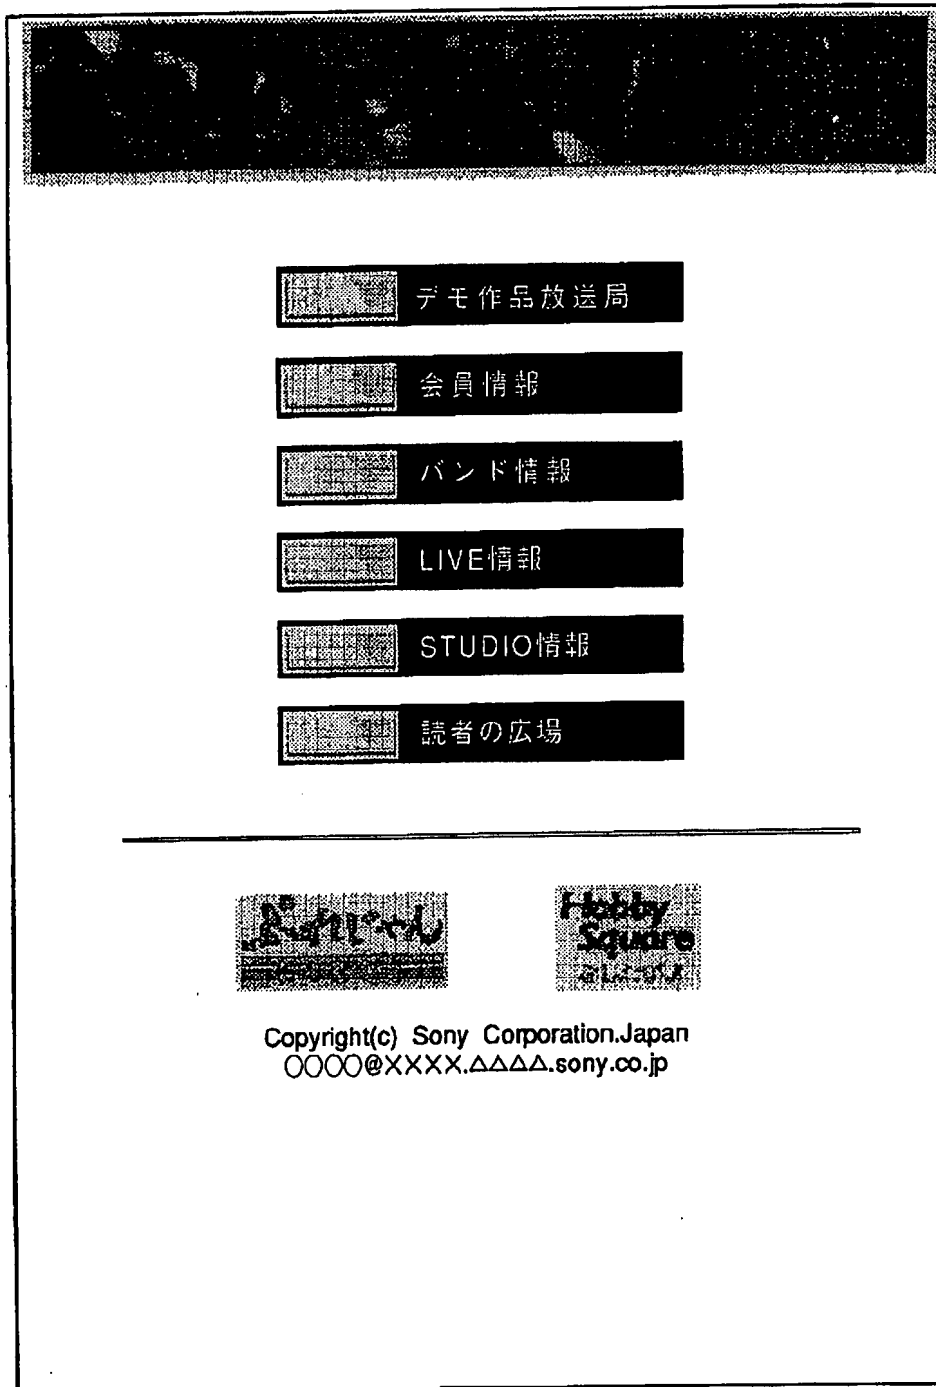 デモ作品放送局
会員情報
バンド情報
LIVE情報
STUDIO情報
読者の広場
Hobby
Square
Copyright(c) Sony Corporation.Japan
○○○○@XXXX.△△△△.sony.co.jp